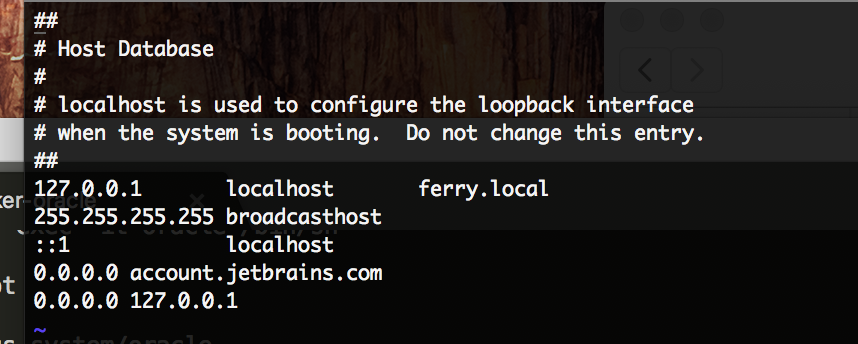 ##
# Host Database
#
# localhost is used to configure the loopback interface
# when the system is booting.  Do not change this entry.
##
127.0.0.1       localhost       ferry.local
255.255.255.255 broadcasthost
::1             localhost
0.0.0.0 account.jetbrains.com
0.0.0.0 127.0.0.1
~